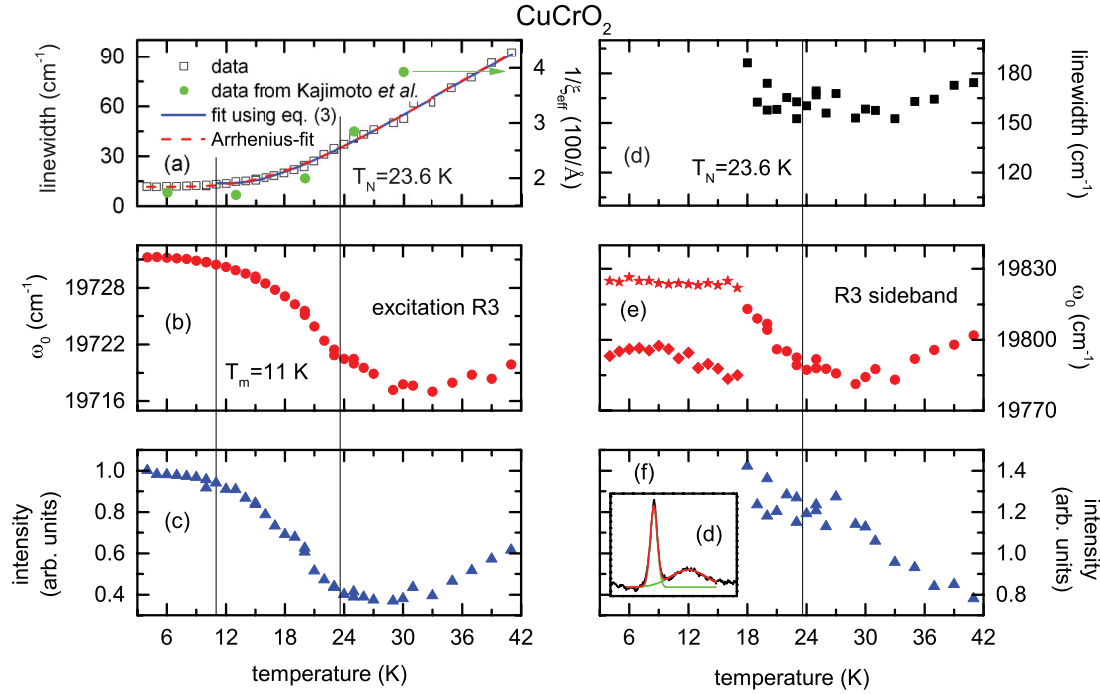 CuCrO2
linewidth (cm-1)
90
60
30
0
data
data from Kajimoto et al.
fit using eq. (3)
Arrhenius-fit
(a)
TN=23.6 K
4
3
2
1/ξeff (100/Å)
(d)
TN=23.6 K
180
150
120
linewidth (cm-1)
ω0 (cm-1)
19728
19722
19716
(b)
excitation R3
Tm=11 K
(e)
R3 sideband
19830
19800
19770
ω0 (cm-1)
intensity
(arb. units)
1.0
0.8
0.6
0.4
(c)
(f)
(d)
1.4
1.2
1.0
0.8
intensity
(arb. units)
6 12 18 24 30 36 42
6 12 18 24 30 36 42
temperature (K)
temperature (K)